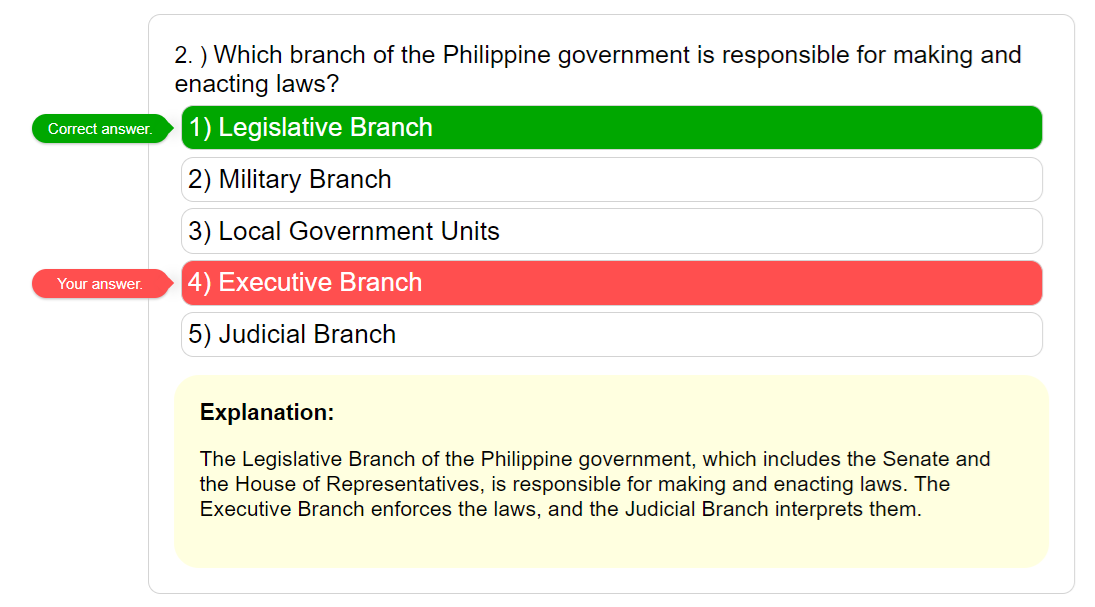 2. ) Which branch of the Philippine government is responsible for making and
enacting laws?
Correct answer.
1) Legislative Branch
2) Military Branch
3) Local Government Units
Your answer.
4) Executive Branch
5) Judicial Branch
Explanation:
The Legislative Branch of the Philippine government, which includes the Senate and
the House of Representatives, is responsible for making and enacting laws. The
Executive Branch enforces the laws, and the Judicial Branch interprets them.